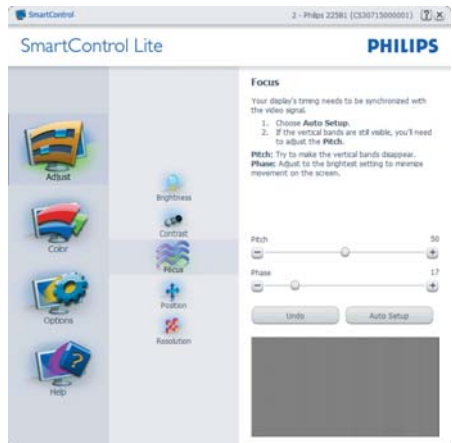 SmartControl
2 - Philips 225B1 (CS30715000001)
SmartControl Lite
PHILIPS
Adjust
Color
Options
Help
Brightness
Contrast
Focus
Position
Resolution
Focus
Your display's timing needs to be synchronized with
the video signal.
1. Choose Auto Setup.
2. If the vertical bands are still visible, you'll need
to adjust the Pitch.
Pitch: Try to make the vertical bands disappear.
Phase: Adjust to the brightest setting to minimize
movement on the screen.
Pitch 50
Phase 17
Undo Auto Setup